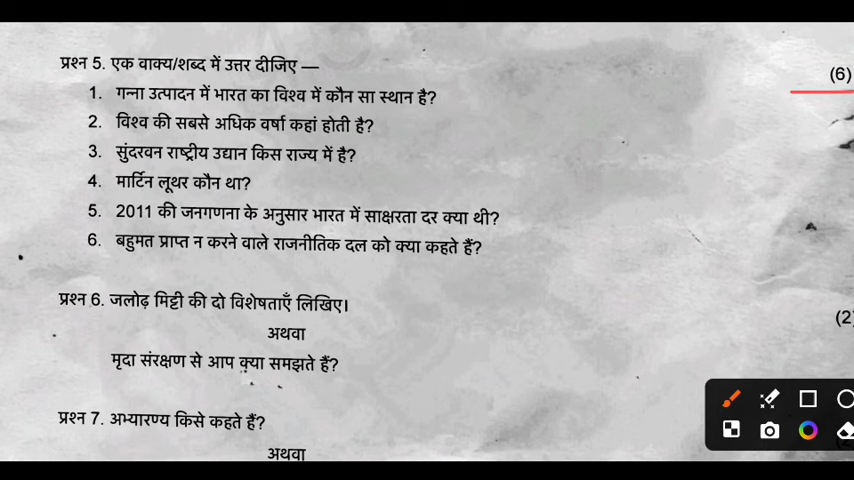 प्रश्न 5. एक वाक्य/शब्द में उत्तर दीजिए — (6)
1. गन्ना उत्पादन में भारत का विश्व में कौन सा स्थान है?
2. विश्व की सबसे अधिक वर्षा कहां होती है?
3. सुंदरवन राष्ट्रीय उद्यान किस राज्य में है?
4. मार्टिन लूथर कौन था?
5. 2011 की जनगणना के अनुसार भारत में साक्षरता दर क्या थी?
6. बहुमत प्राप्त न करने वाले राजनीतिक दल को क्या कहते हैं?
प्रश्न 6. जलोढ़ मिट्टी की दो विशेषताएँ लिखिए। (2)
अथवा
मृदा संरक्षण से आप क्या समझते हैं?
प्रश्न 7. अभ्यारण्य किसे कहते हैं?
अथवा